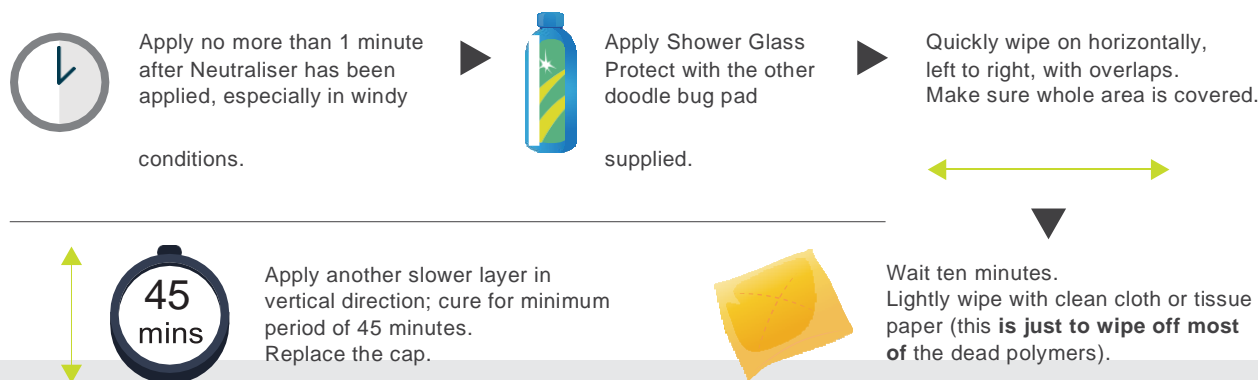 Apply no more than 1 minute
after Neutraliser has been
applied, especially in windy
conditions.
Apply Shower Glass
Protect with the other
doodle bug pad
supplied.
Quickly wipe on horizontally,
left to right, with overlaps.
Make sure whole area is covered.
Wait ten minutes.
Lightly wipe with clean cloth or tissue
paper (this is just to wipe off most
of the dead polymers).
45
mins
Apply another slower layer in
vertical direction; cure for minimum
period of 45 minutes.
Replace the cap.